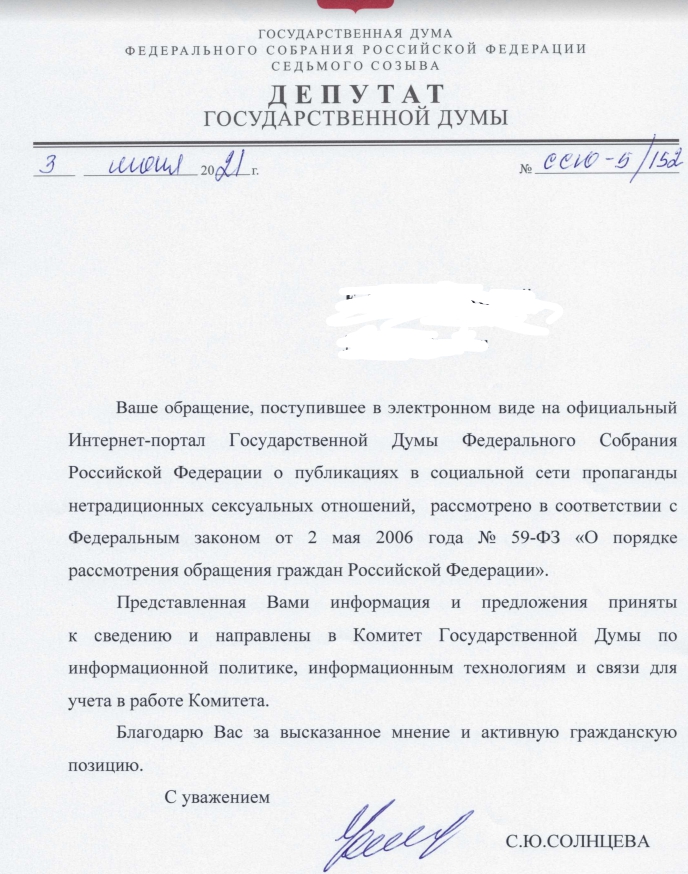 ГОСУДАРСТВЕННАЯ ДУМА
ФЕДЕРАЛЬНОГО СОБРАНИЯ РОССИЙСКОЙ ФЕДЕРАЦИИ
СЕДЬМОГО СОЗЫВА
ДЕПУТАТ
ГОСУДАРСТВЕННОЙ ДУМЫ
3 июня 2021 г. № ССЮ-5/152
Ваше обращение, поступившее в электронном виде на официальный
Интернет-портал Государственной Думы Федерального Собрания
Российской Федерации о публикациях в социальной сети пропаганды
нетрадиционных сексуальных отношений, рассмотрено в соответствии с
Федеральным законом от 2 мая 2006 года № 59-ФЗ «О порядке
рассмотрения обращения граждан Российской Федерации».
Представленная Вами информация и предложения приняты
к сведению и направлены в Комитет Государственной Думы по
информационной политике, информационным технологиям и связи для
учета в работе Комитета.
Благодарю Вас за высказанное мнение и активную гражданскую
позицию.
С уважением
С.Ю.СОЛНЦЕВА